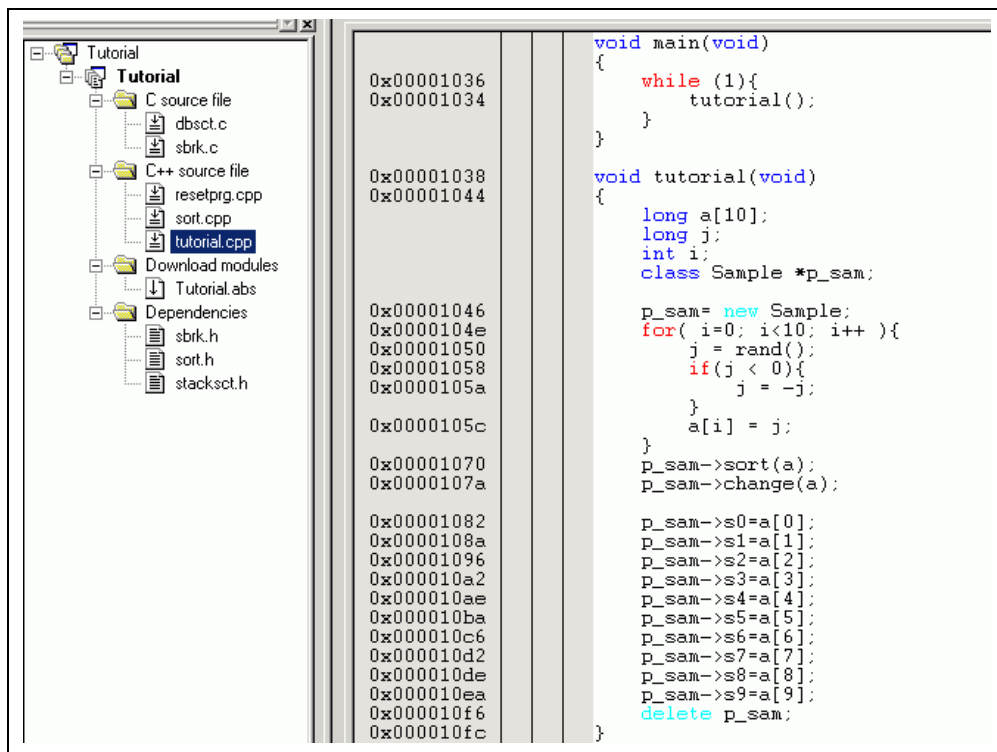 Tutorial
Tutorial
C source file
dbsct.c
sbrk.c
C++ source file
resetprg.cpp
sort.cpp
tutorial.cpp
Download modules
Tutorial.abs
Dependencies
sbrk.h
sort.h
stacksct.h
void main(void)
{
0x00001036 while (1){
0x00001034 tutorial();
}
}
0x00001038 void tutorial(void)
0x00001044 {
long a[10];
long j;
int i;
class Sample *p_sam;
0x00001046 p_sam= new Sample;
0x0000104e for( i=0; i<10; i++ ){
0x00001050 j = rand();
0x00001058 if(j < 0){
0x0000105a j = -j;
}
0x0000105c a[i] = j;
}
0x00001070 p_sam->sort(a);
0x0000107a p_sam->change(a);
0x00001082 p_sam->s0=a[0];
0x0000108a p_sam->s1=a[1];
0x00001096 p_sam->s2=a[2];
0x000010a2 p_sam->s3=a[3];
0x000010ae p_sam->s4=a[4];
0x000010ba p_sam->s5=a[5];
0x000010c6 p_sam->s6=a[6];
0x000010d2 p_sam->s7=a[7];
0x000010de p_sam->s8=a[8];
0x000010ea p_sam->s9=a[9];
0x000010f6 delete p_sam;
0x000010fc }